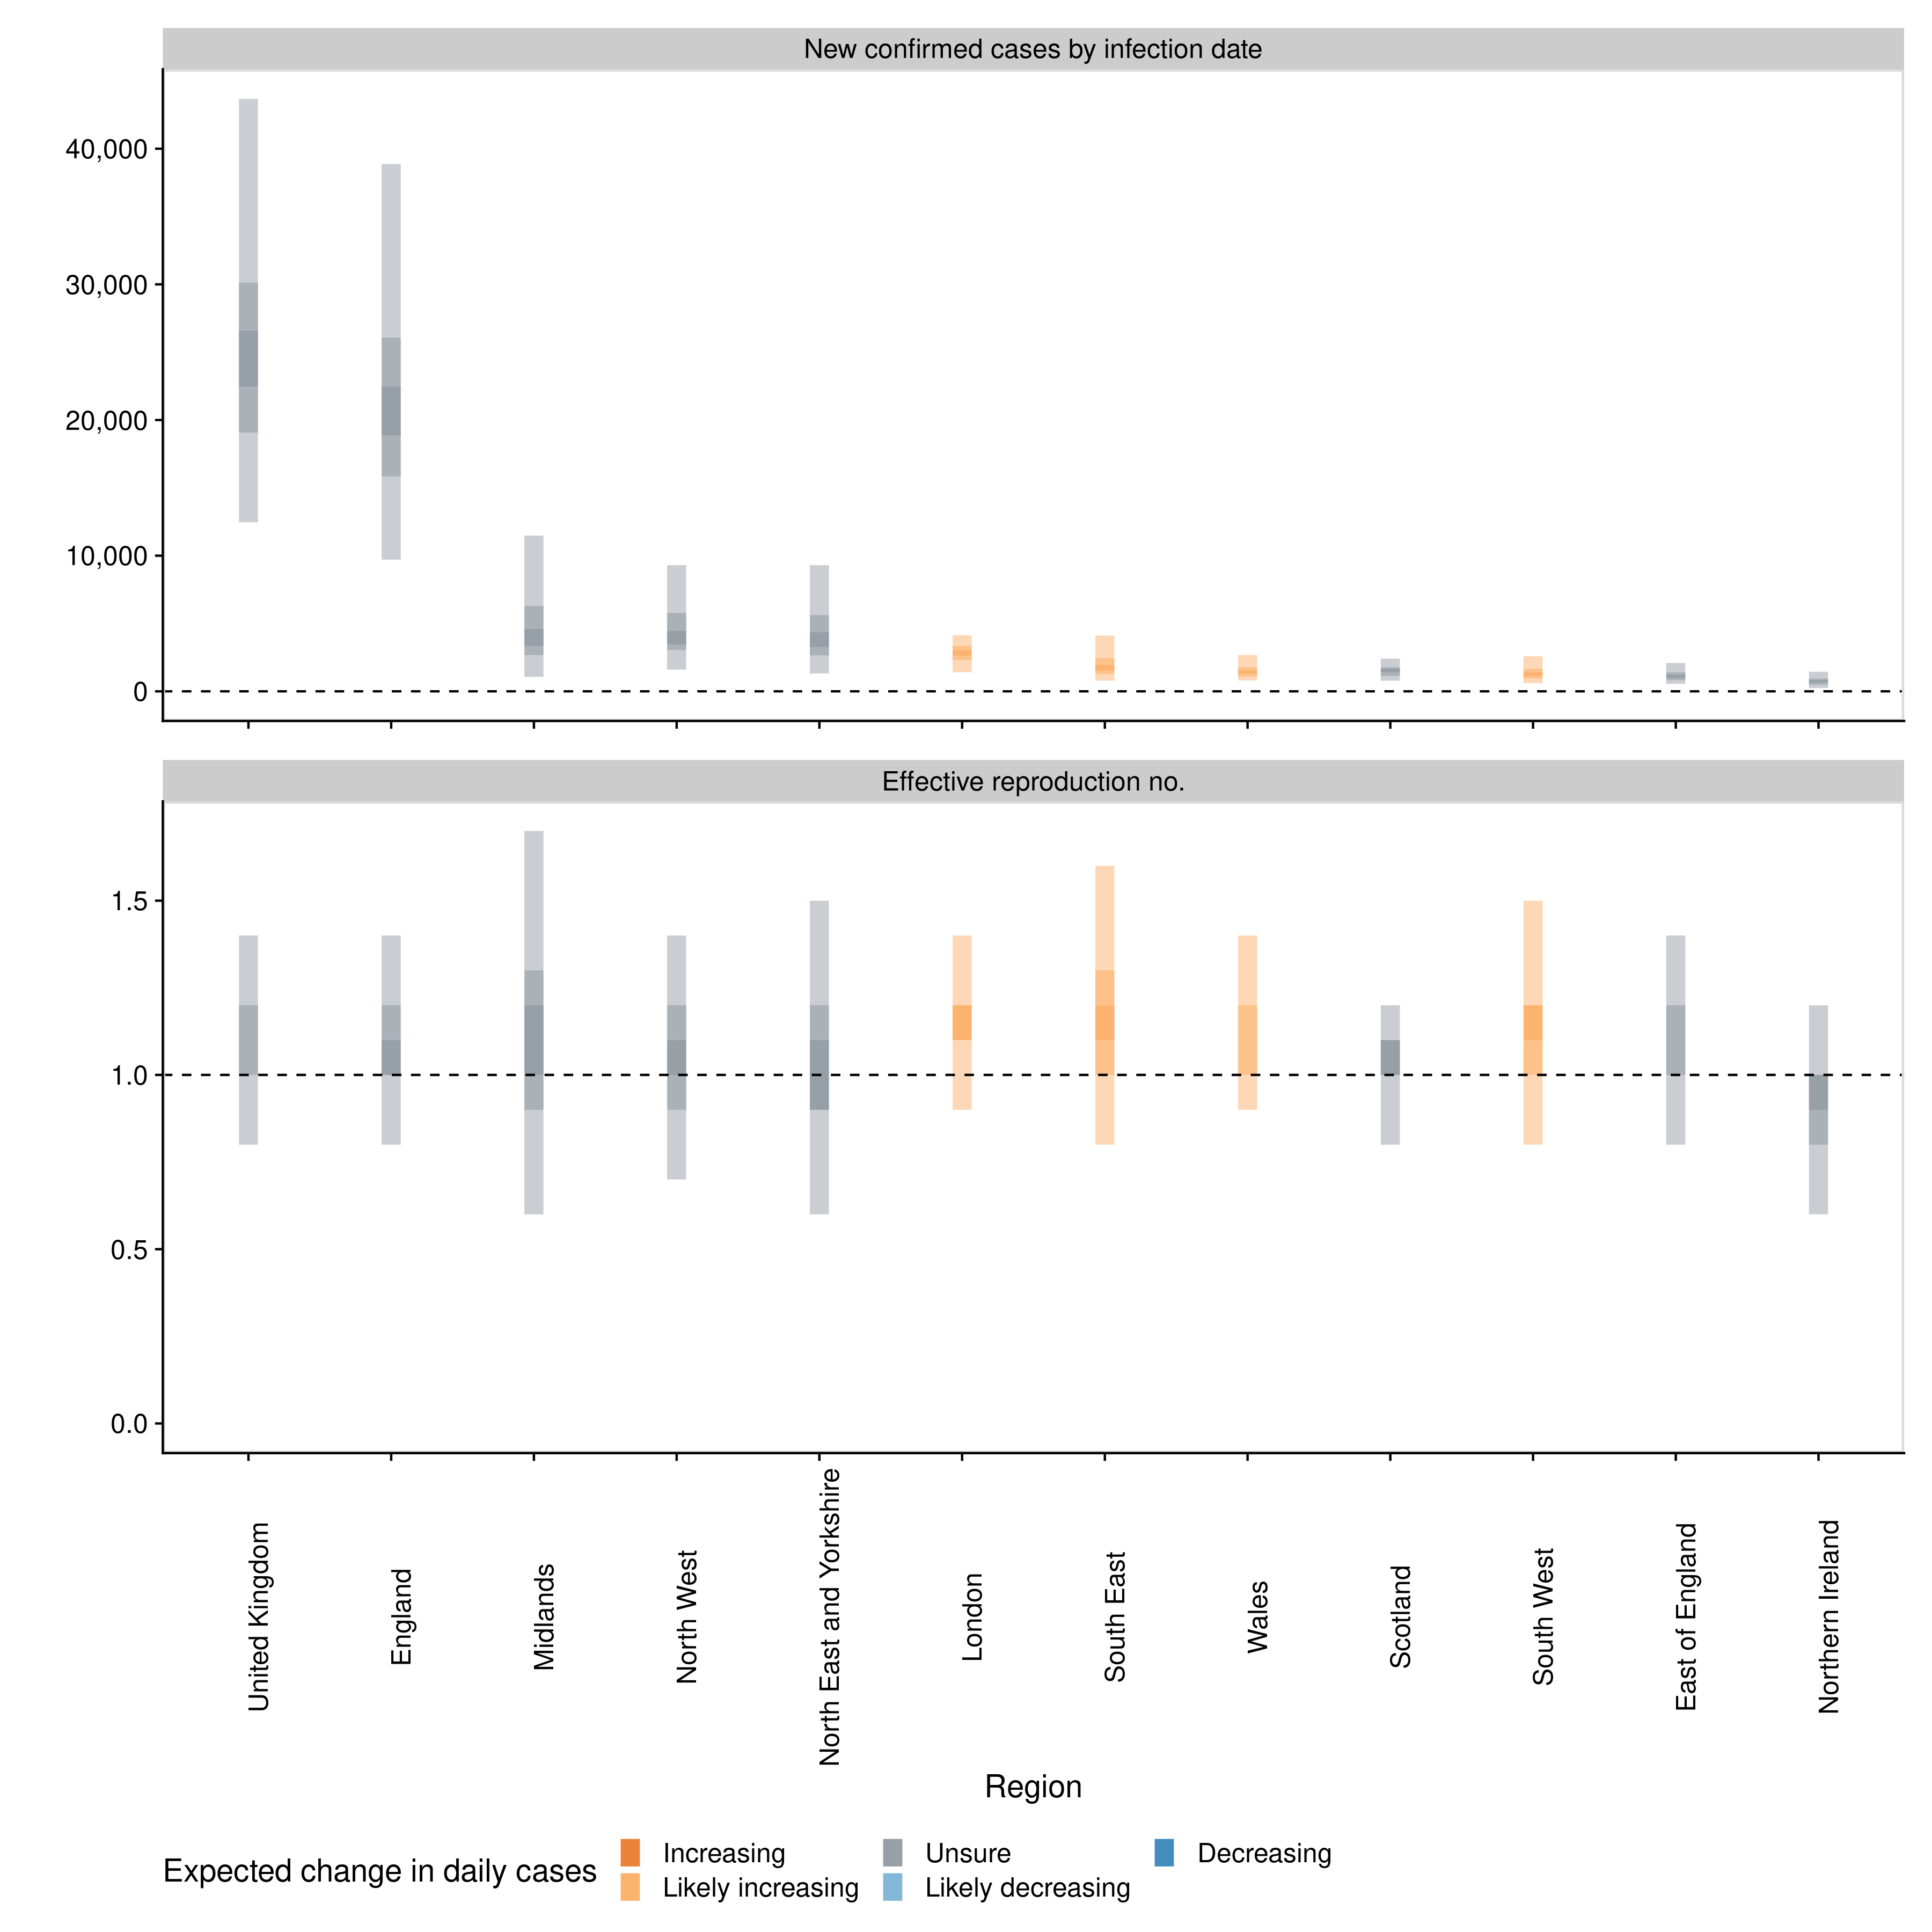 New confirmed cases by infection date
40,000
30,000
20,000
10,000
0
Effective reproduction no.
1.5
1.0
0.5
0.0
United Kingdom
England
Midlands
North West
North East and Yorkshire
London
South East
Wales
Scotland
South West
East of England
Northern Ireland
Region
Expected change in daily cases
Increasing
Unsure
Decreasing
Likely increasing
Likely decreasing